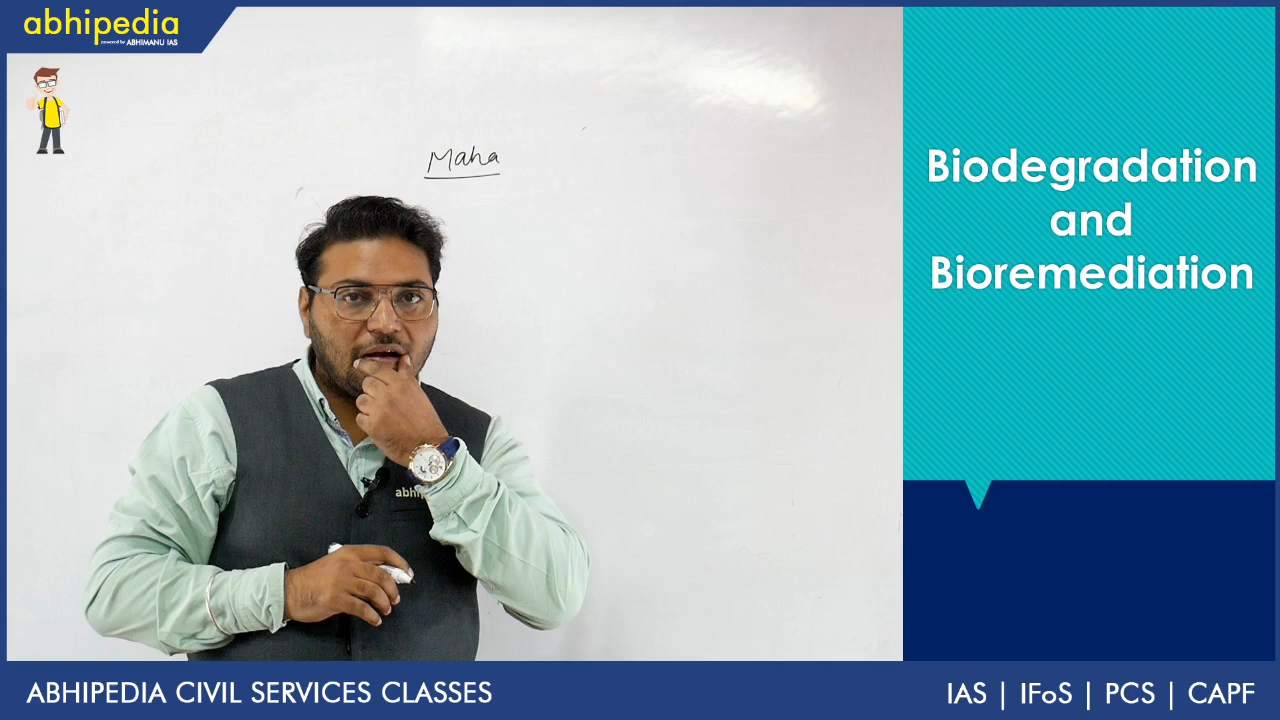 abhipedia
powered by ABHIMANU IAS
Maha
Biodegradation
and
Bioremediation
abhi
ABHIPEDIA CIVIL SERVICES CLASSES
IAS | IFoS | PCS | CAPF